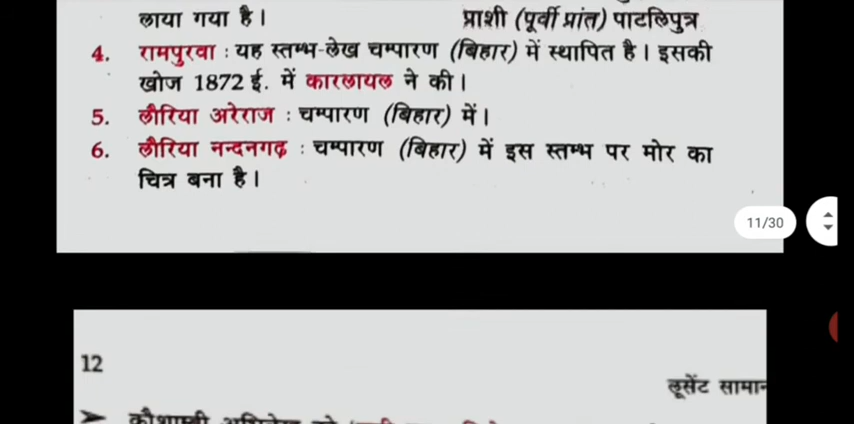 लाया गया है।
प्राशी (पूर्वी प्रांत) पाटलिपुत्र
4. रामपुरवा : यह स्तम्भ-लेख चम्पारण (बिहार) में स्थापित है। इसकी
खोज 1872 ई. में कारलायल ने की।
5. लौरिया अरेराज : चम्पारण (बिहार) में।
6. लौरिया नन्दनगढ़ : चम्पारण (बिहार) में इस स्तम्भ पर मोर का
चित्र बना है।
11/30
12
लूसेंट सामान
➤ कौशाम्बी अभिलेख को